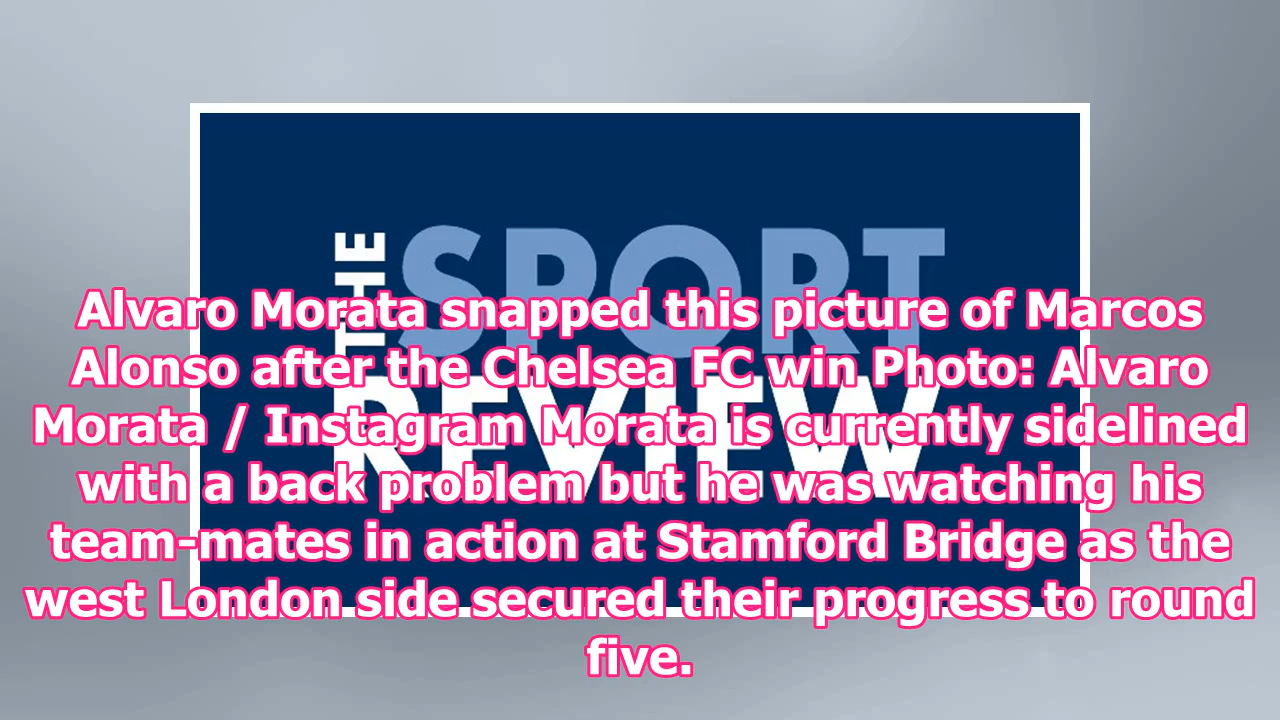 THE
SPORT
REVIEW
Alvaro Morata snapped this picture of Marcos
Alonso after the Chelsea FC win Photo: Alvaro
Morata / Instagram Morata is currently sidelined
with a back problem but he was watching his
team-mates in action at Stamford Bridge as the
west London side secured their progress to round
five.